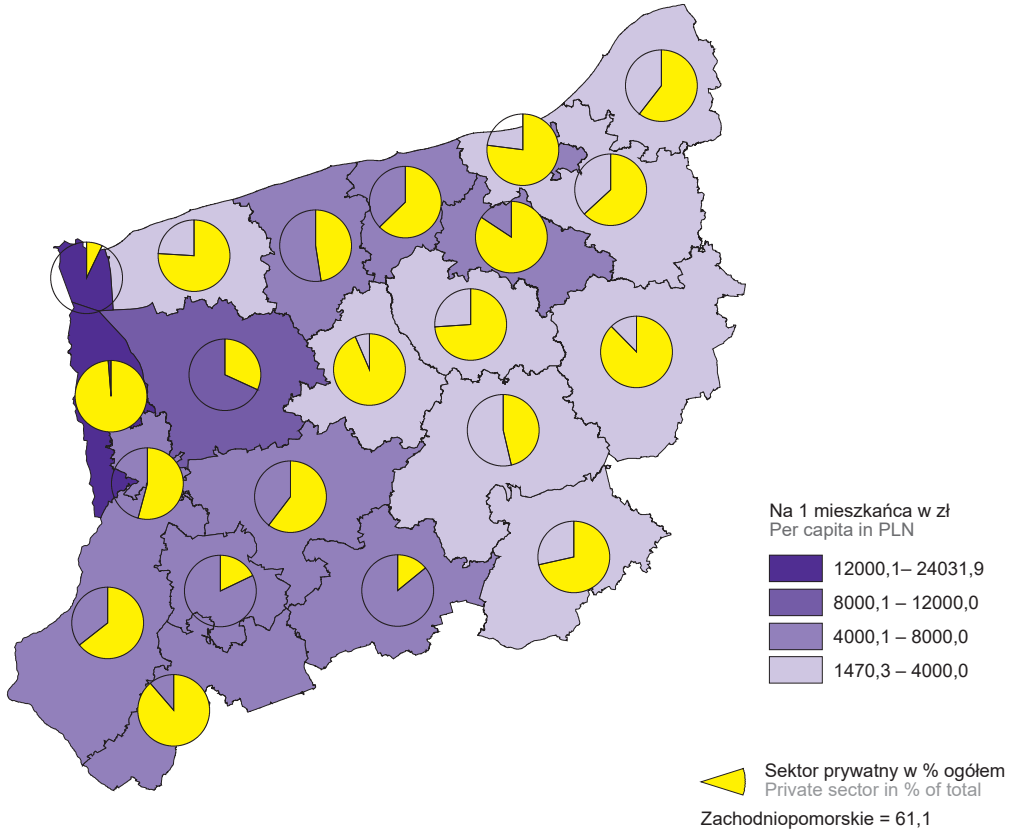 Na 1 mieszkańca w zł
Per capita in PLN
12000,1– 24031,9
8000,1 – 12000,0
4000,1 – 8000,0
1470,3 – 4000,0
Sektor prywatny w % ogółem
Private sector in % of total
Zachodniopomorskie = 61,1